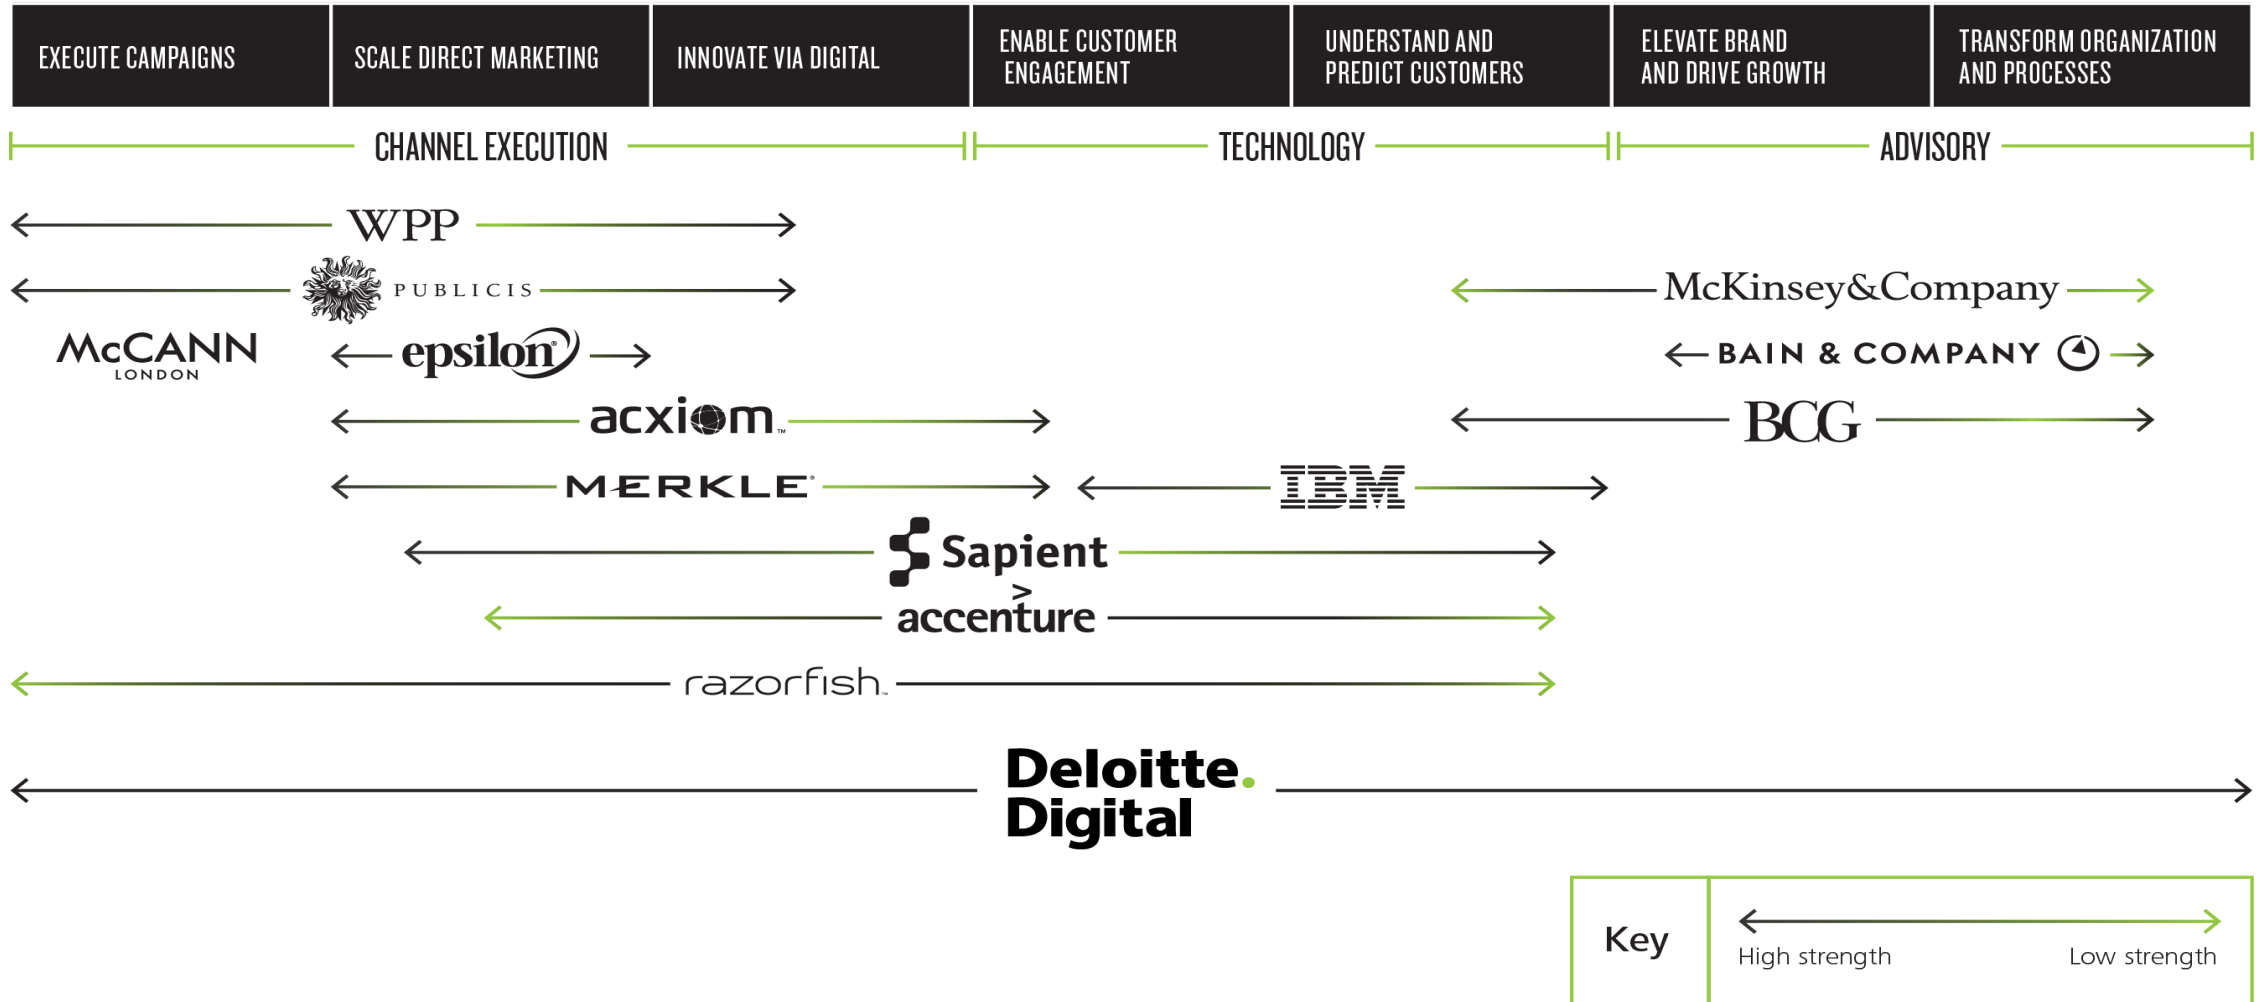 EXECUTE CAMPAIGNS
SCALE DIRECT MARKETING
INNOVATE VIA DIGITAL
ENABLE CUSTOMER
ENGAGEMENT
UNDERSTAND AND
PREDICT CUSTOMERS
ELEVATE BRAND
AND DRIVE GROWTH
TRANSFORM ORGANIZATION
AND PROCESSES
CHANNEL EXECUTION
TECHNOLOGY
ADVISORY
WPP
PUBLICIS
McKinsey&Company
McCANN
LONDON
epsilon®
BAIN & COMPANY
acxiom™
BCG
MERKLE®
IBM
Sapient
accenture
razorfish™
Deloitte.
Digital
Key
High strength
Low strength